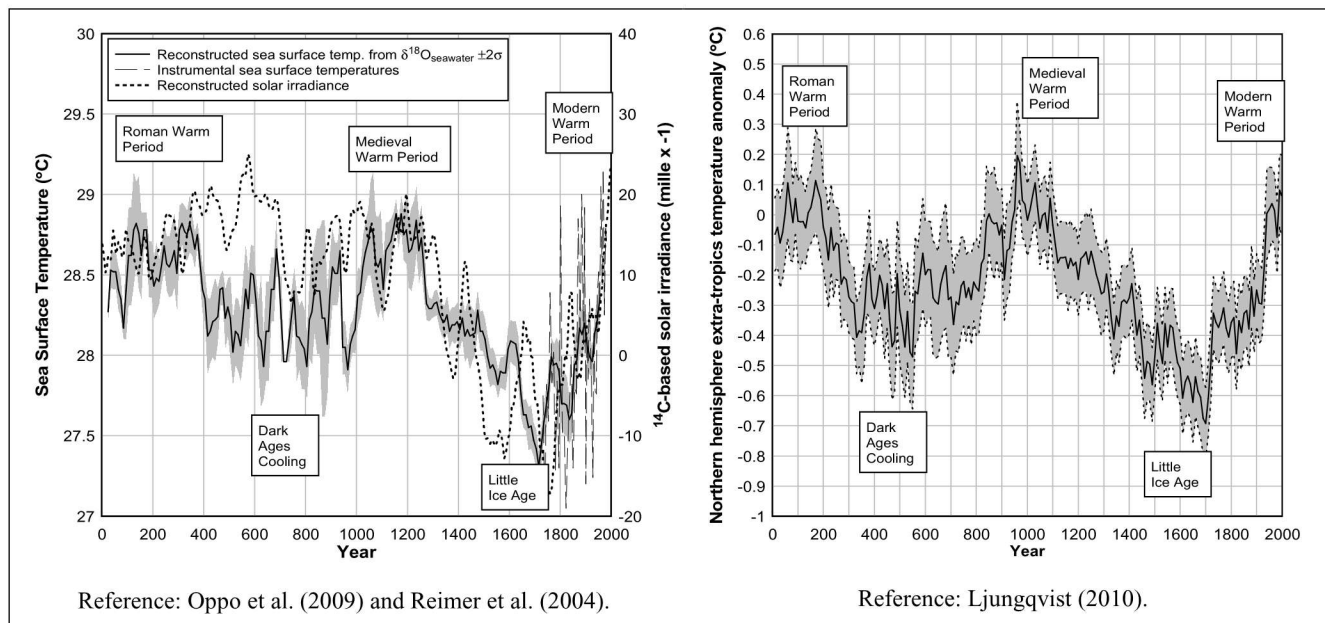 30
29.5
29
28.5
28
27.5
27
Sea Surface Temperature (°C)
Reconstructed sea surface temp. from δ¹⁸O seawater ±2σ
Instrumental sea surface temperatures
Reconstructed solar irradiance
Roman Warm
Period
Medieval
Warm Period
Modern
Warm
Period
Dark
Ages
Cooling
Little
Ice Age
0 200 400 600 800 1000 1200 1400 1600 1800 2000
Year
40
30
20
10
0
-10
-20
¹⁴C-based solar irradiance (mille x -1)
Reference: Oppo et al. (2009) and Reimer et al. (2004).
0.6
0.5
0.4
0.3
0.2
0.1
0
-0.1
-0.2
-0.3
-0.4
-0.5
-0.6
-0.7
-0.8
-0.9
-1
Northern hemisphere extra-tropics temperature anomaly (°C)
Roman
Warm
Period
Medieval
Warm
Period
Modern
Warm
Period
Dark
Ages
Cooling
Little
Ice Age
0 200 400 600 800 1000 1200 1400 1600 1800 2000
Year
Reference: Ljungqvist (2010).